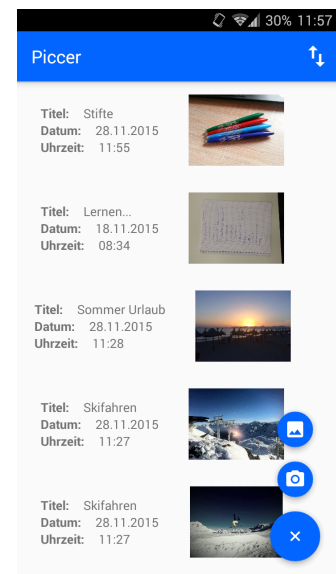 30% 11:57
Piccer
Titel: Stifte
Datum: 28.11.2015
Uhrzeit: 11:55
Titel: Lernen...
Datum: 18.11.2015
Uhrzeit: 08:34
Titel: Sommer Urlaub
Datum: 28.11.2015
Uhrzeit: 11:28
Titel: Skifahren
Datum: 28.11.2015
Uhrzeit: 11:27
Titel: Skifahren
Datum: 28.11.2015
Uhrzeit: 11:27